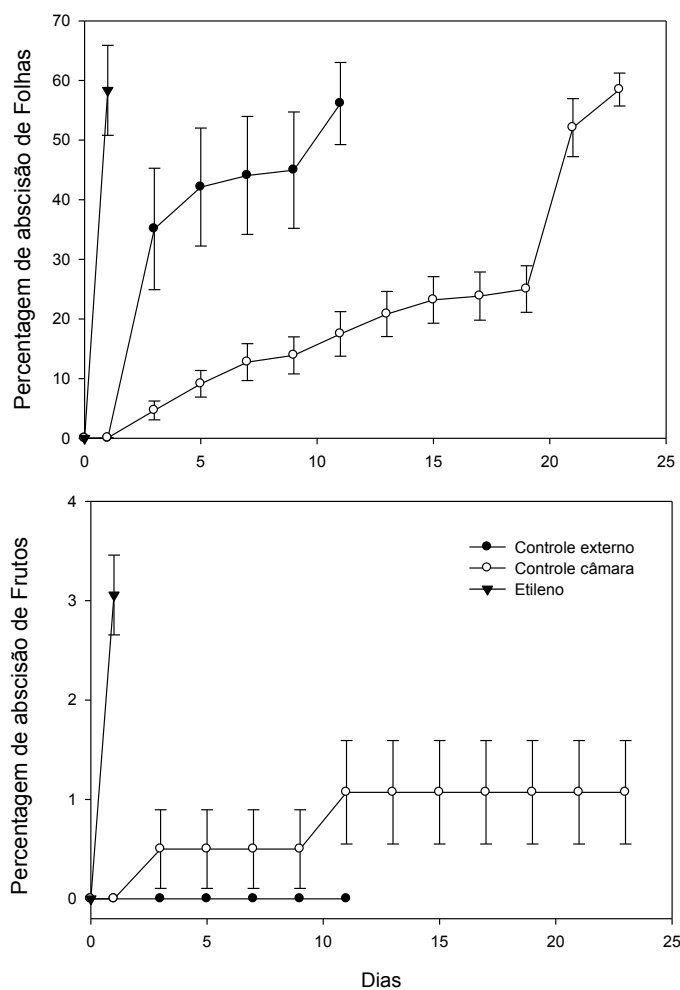 Percentagem de abscisão de Folhas
70
60
50
40
30
20
10
0
0 5 10 15 20 25
Percentagem de abscisão de Frutos
4
3
2
1
0
Controle externo
Controle câmara
Etileno
0 5 10 15 20 25
Dias